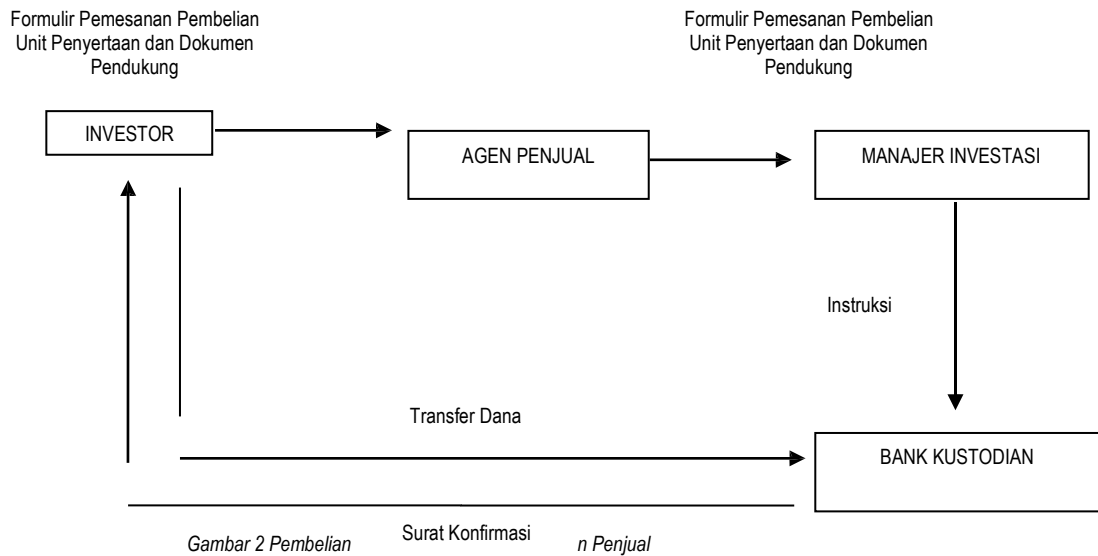 Formulir Pemesanan Pembelian
Unit Penyertaan dan Dokumen
Pendukung
Formulir Pemesanan Pembelian
Unit Penyertaan dan Dokumen
Pendukung
INVESTOR
AGEN PENJUAL
MANAJER INVESTASI
Instruksi
Transfer Dana
BANK KUSTODIAN
Surat Konfirmasi
Gambar 2 Pembelian n Penjual